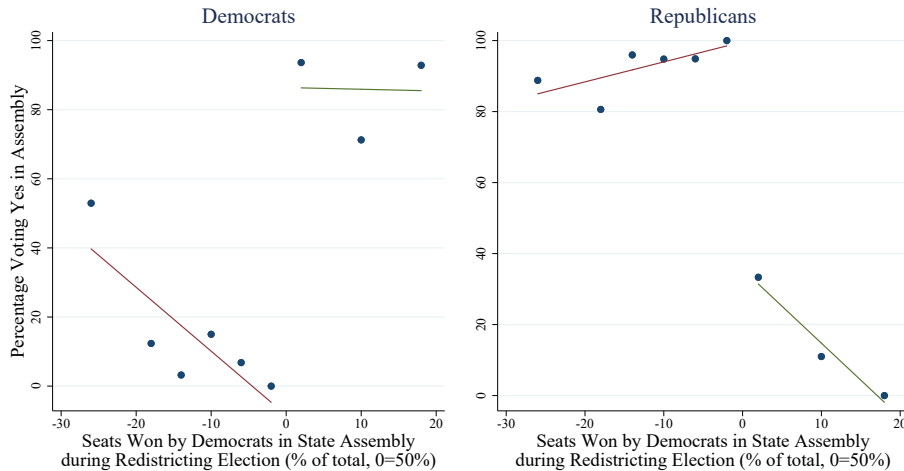 Democrats
Percentage Voting Yes in Assembly
100
80
60
40
20
0
-30 -20 -10 0 10 20
Seats Won by Democrats in State Assembly
during Redistricting Election (% of total, 0=50%)
Republicans
100
80
60
40
20
0
-30 -20 -10 0 10 20
Seats Won by Democrats in State Assembly
during Redistricting Election (% of total, 0=50%)